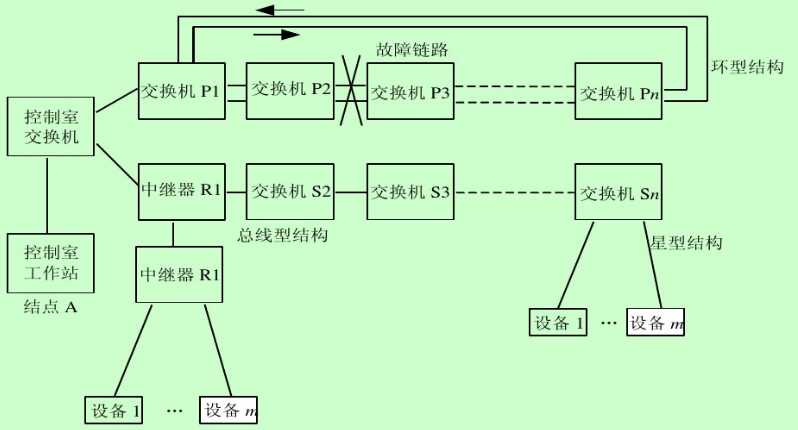 故障链路
环型结构
交换机 P1
交换机 P2
交换机 P3
交换机 Pn
控制室
交换机
中继器 R1
交换机 S2
交换机 S3
交换机 Sn
总线型结构
星型结构
控制室
工作站
中继器 R1
结点 A
设备 1
···
设备 m
设备 1
···
设备 m